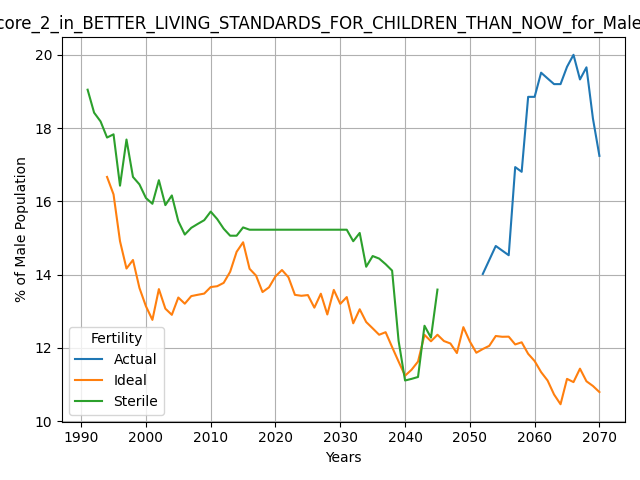 core_2_in_BETTER_LIVING_STANDARDS_FOR_CHILDREN_THAN_NOW_for_Male
20
18
16
14
12
10
% of Male Population
Fertility
Actual
Ideal
Sterile
1990 2000 2010 2020 2030 2040 2050 2060 2070
Years